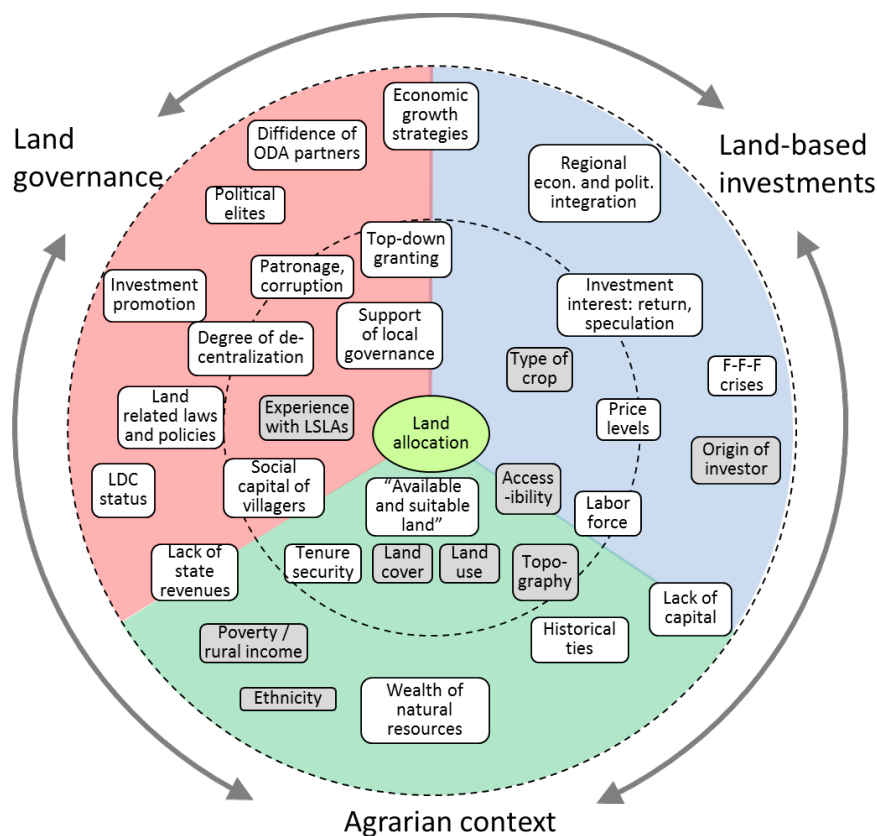 Economic
growth
strategies
Diffidence of
ODA partners
Land
governance
Land-based
investments
Regional
econ. and polit.
integration
Political
elites
Top-down
granting
Patronage,
corruption
Investment
promotion
Investment
interest: return,
speculation
Support
of local
governance
Degree of de-
centralization
Type of
crop
F-F-F
crises
Land
related laws
and policies
Experience
with LSLAs
Land
allocation
Price
levels
Origin of
investor
LDC
status
Social
capital of
villagers
"Available
and suitable
land"
Access
-ibility
Labor
force
Lack of
state
revenues
Tenure
security
Land
cover
Land
use
Topo-
graphy
Lack of
capital
Poverty /
rural income
Historical
ties
Ethnicity
Wealth of
natural
resources
Agrarian context